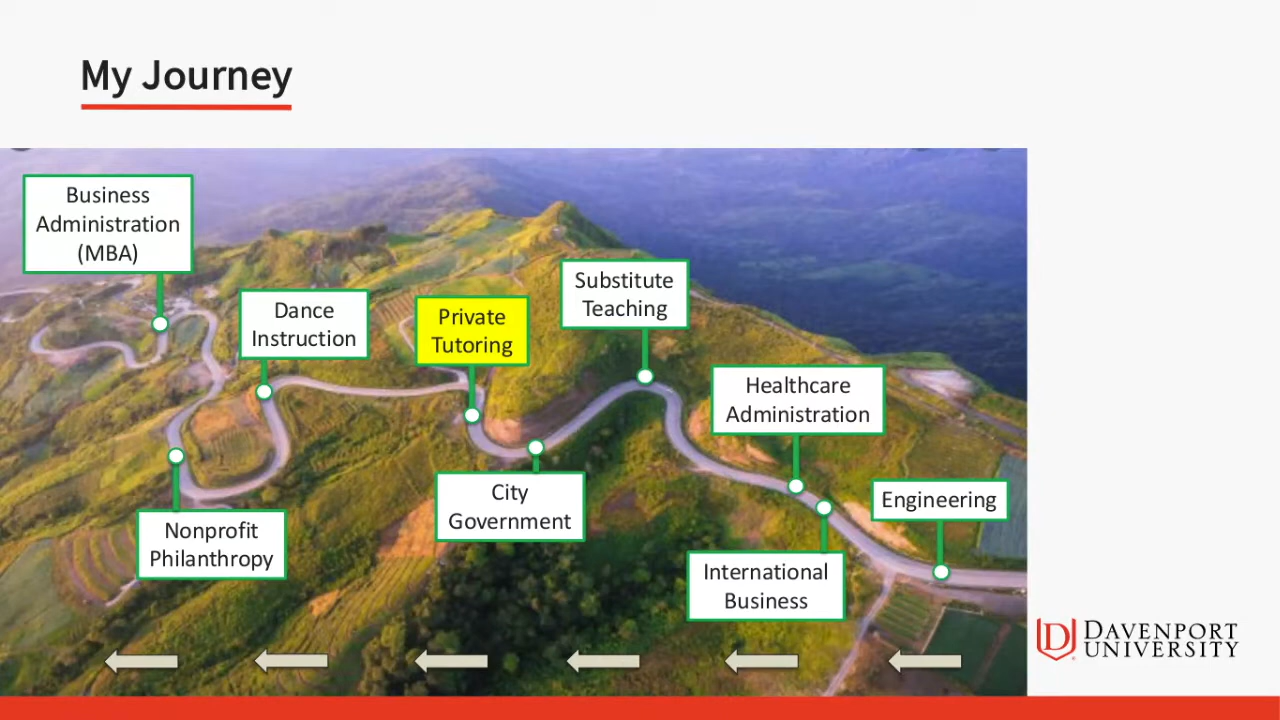 My Journey
Business
Administration
(MBA)
Dance
Instruction
Private
Tutoring
Substitute
Teaching
Healthcare
Administration
Engineering
City
Government
Nonprofit
Philanthropy
International
Business
D
DAVENPORT
UNIVERSITY